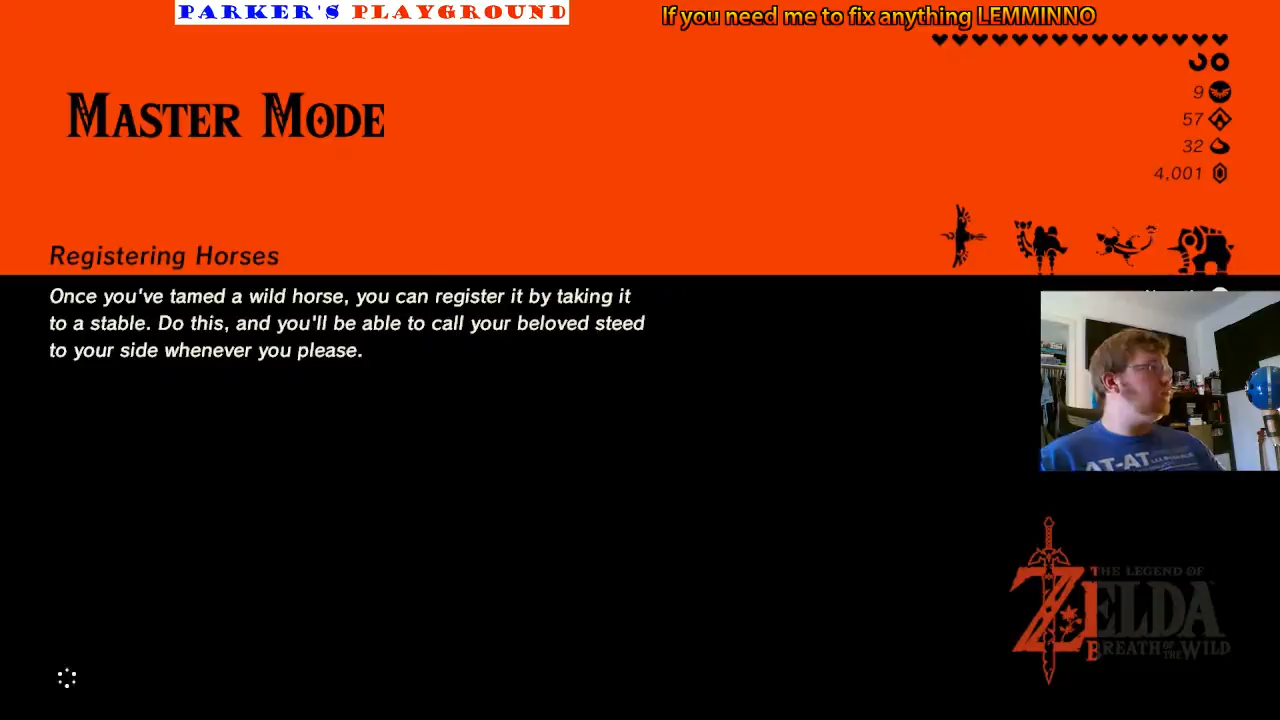 PARKER'S PLAYGROUND
If you need me to fix anything LEMMINNO
MASTER MODE
9
57
32
4,001
Registering Horses
Once you've tamed a wild horse, you can register it by taking it
to a stable. Do this, and you'll be able to call your beloved steed
to your side whenever you please.
AT-AT
THE LEGEND OF
ZELDA
BREATH OF THE WILD